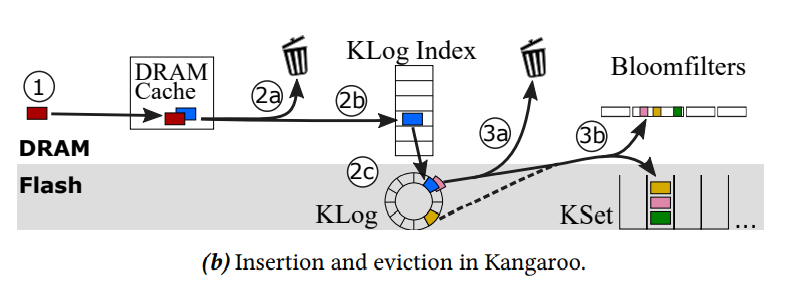 KLog Index
Bloomfilters
DRAM
Cache
1
2a
2b
3a
3b
DRAM
Flash
2c
KLog
KSet
...
(b) Insertion and eviction in Kangaroo.